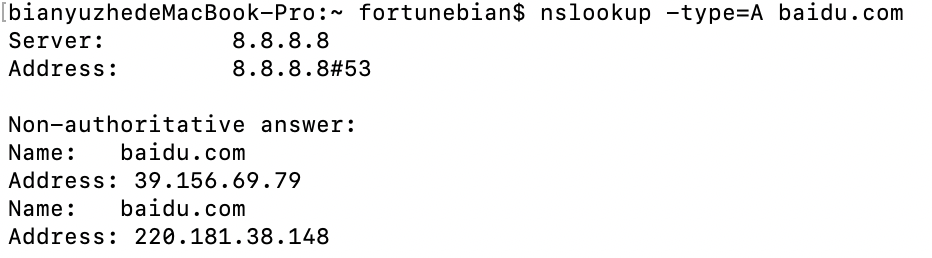 [bianyuzhedeMacBook-Pro:~ fortunebian$ nslookup -type=A baidu.com
Server:		8.8.8.8
Address:	8.8.8.8#53

Non-authoritative answer:
Name:	baidu.com
Address: 39.156.69.79
Name:	baidu.com
Address: 220.181.38.148